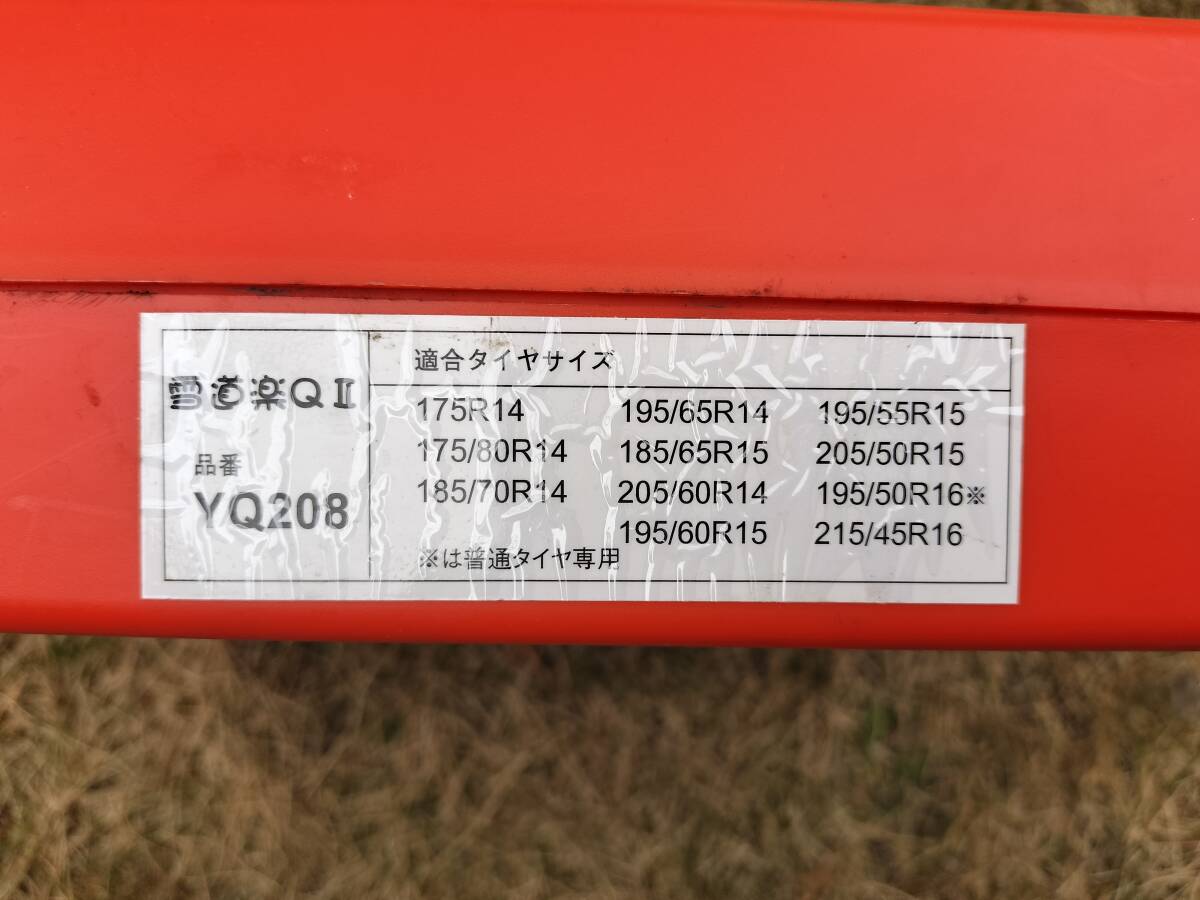 雪道楽QⅡ
品番
YQ208
適合タイヤサイズ
175R14 195/65R14 195/55R15
175/80R14 185/65R15 205/50R15
185/70R14 205/60R14 195/50R16※
195/60R15 215/45R16
※は普通タイヤ専用